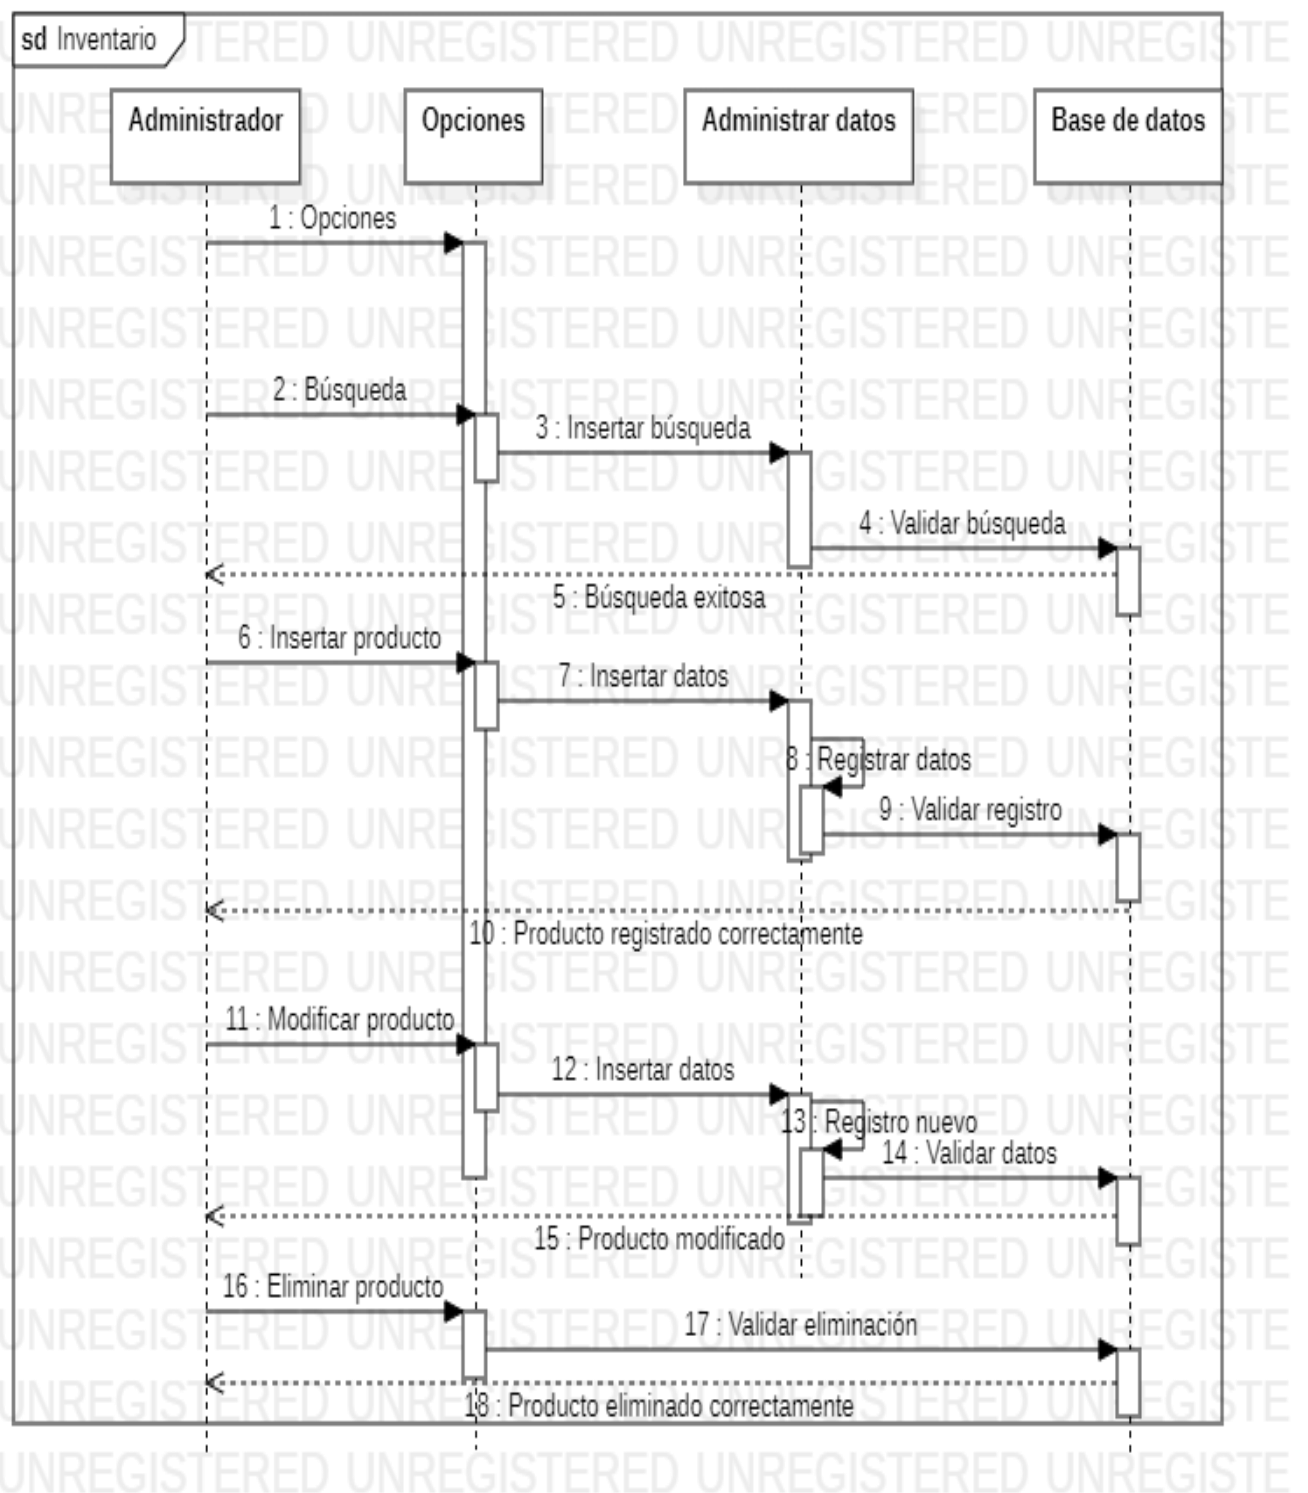 sd Inventario
Administrador
Opciones
Administrar datos
Base de datos
1 : Opciones
2 : Búsqueda
3 : Insertar búsqueda
4 : Validar búsqueda
5 : Búsqueda exitosa
6 : Insertar producto
7 : Insertar datos
8 : Registrar datos
9 : Validar registro
10 : Producto registrado correctamente
11 : Modificar producto
12 : Insertar datos
13 : Registro nuevo
14 : Validar datos
15 : Producto modificado
16 : Eliminar producto
17 : Validar eliminación
18 : Producto eliminado correctamente
UNREGISTERED